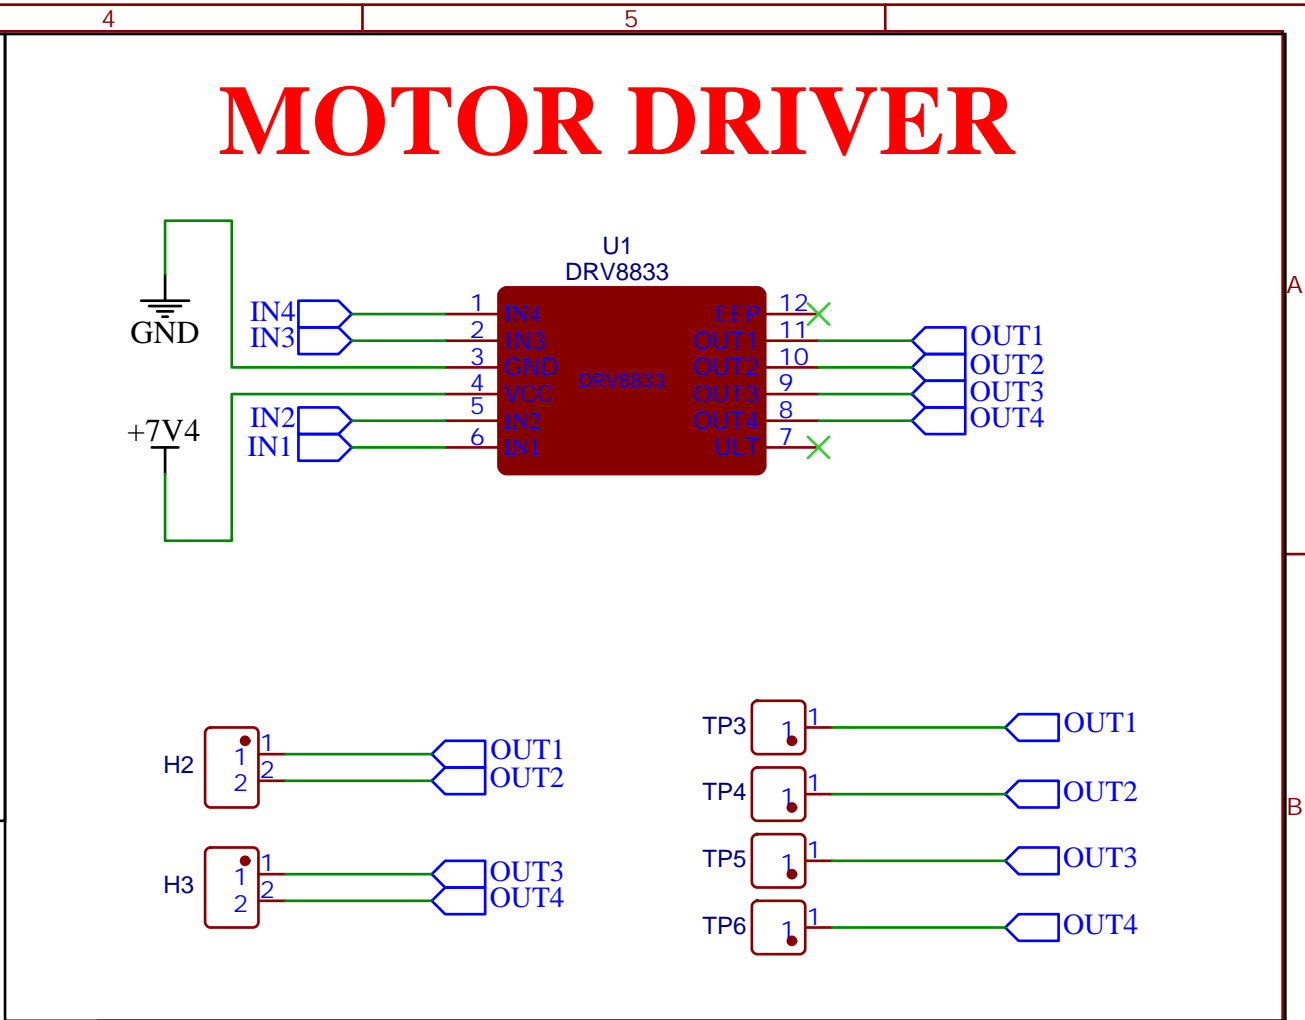 4 5
MOTOR DRIVER
A
U1
DRV8833
GND
+7V4
IN4 1 IN4
IN3 2 IN3
3 GND
4 VCC
IN2 5 IN2
IN1 6 IN1
DRV8833
EEP 12
OUT1 11 OUT1
OUT2 10 OUT2
OUT3 9 OUT3
OUT4 8 OUT4
ULT 7
H2 1 1 OUT1
2 2 OUT2
H3 1 1 OUT3
2 2 OUT4
TP3 1 1 OUT1
TP4 1 1 OUT2
TP5 1 1 OUT3
TP6 1 1 OUT4
B